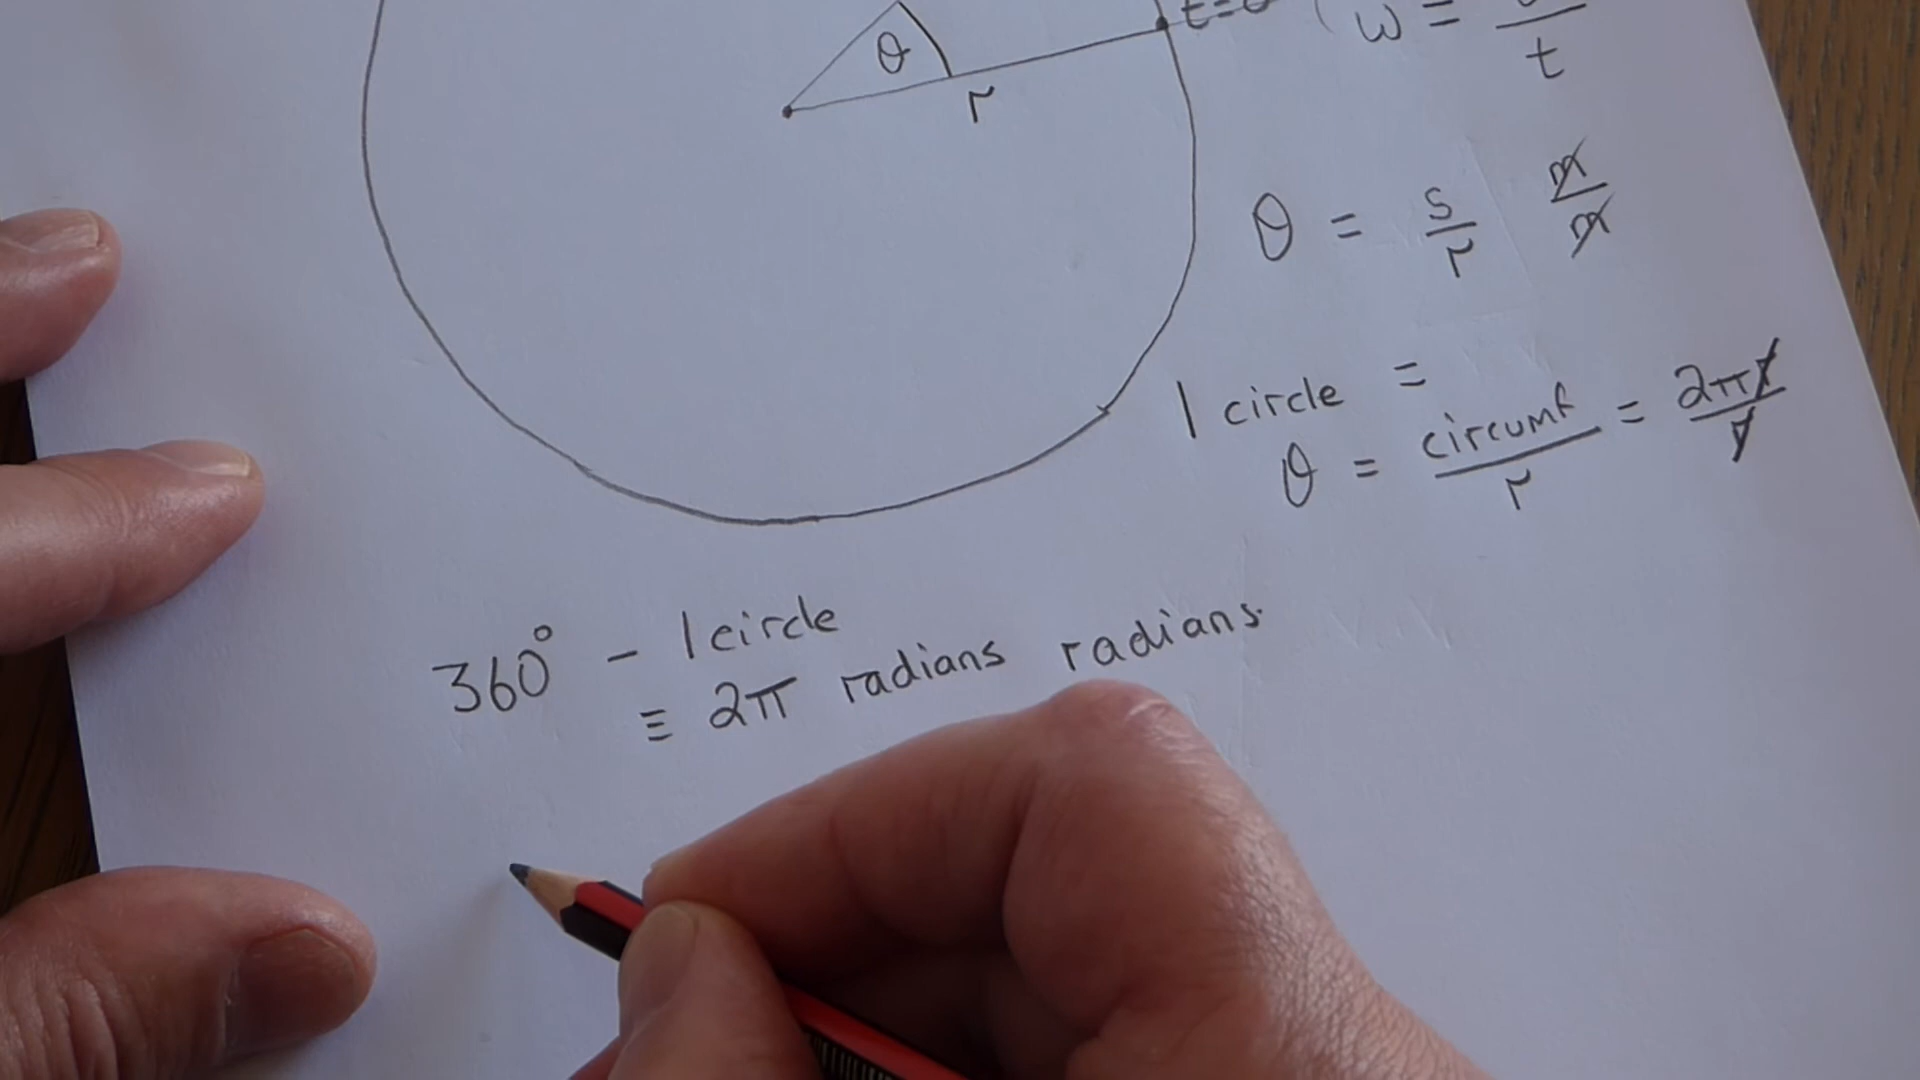 θ
r
t=0
ω = θ/t
θ = s/r m/m
1 circle =
θ = circumf/r = 2πr/r
360° - 1 circle
≡ 2π radians radians.